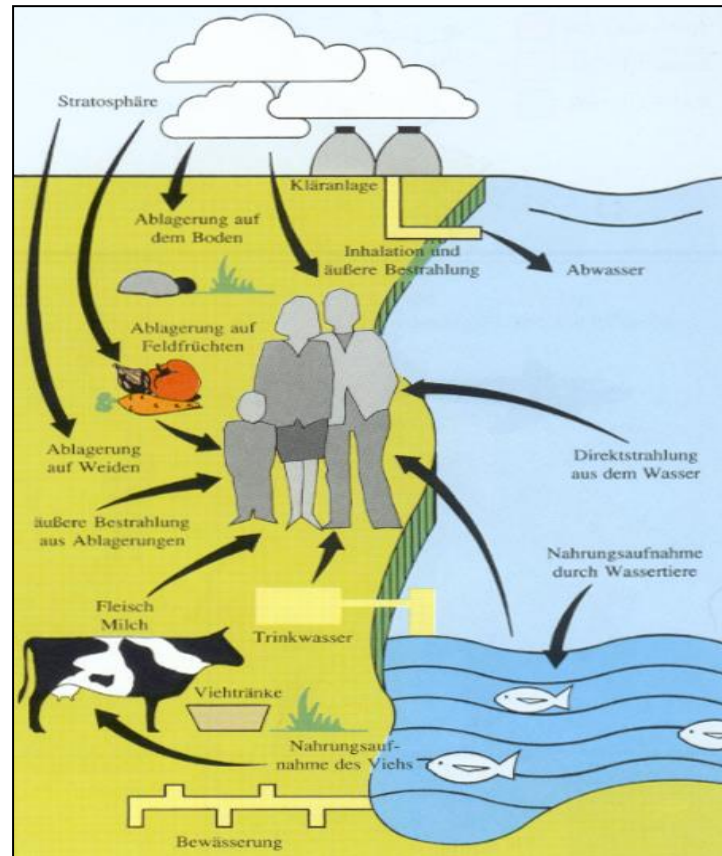 Stratosphäre
Kläranlage
Ablagerung auf
dem Boden
Inhalation und
äußere Bestrahlung
Abwasser
Ablagerung auf
Feldfrüchten
Ablagerung
auf Weiden
Direktstrahlung
aus dem Wasser
äußere Bestrahlung
aus Ablagerungen
Nahrungsaufnahme
durch Wassertiere
Fleisch
Milch
Trinkwasser
Viehtränke
Nahrungsauf-
nahme des Viehs
Bewässerung